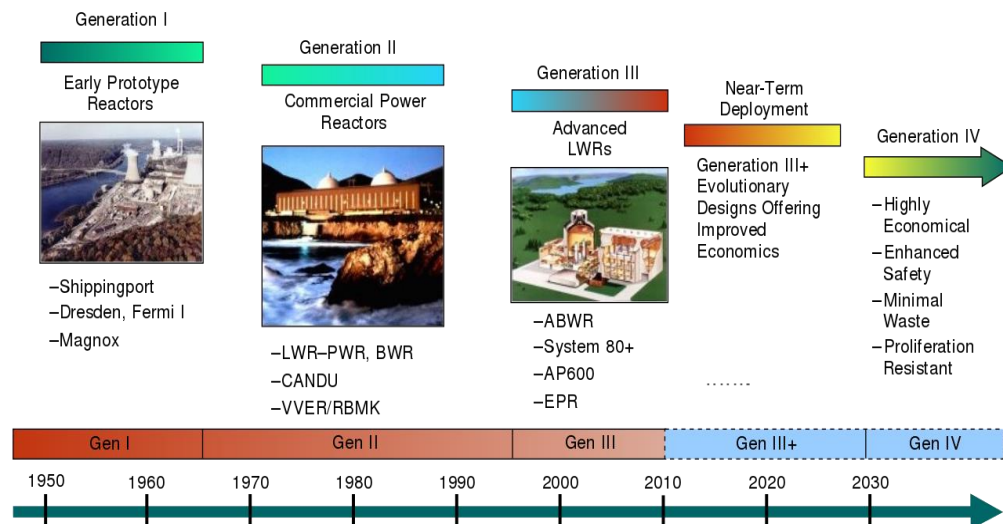 Generation I
Early Prototype
Reactors
–Shippingport
–Dresden, Fermi I
–Magnox
Generation II
Commercial Power
Reactors
–LWR–PWR, BWR
–CANDU
–VVER/RBMK
Generation III
Advanced
LWRs
–ABWR
–System 80+
–AP600
–EPR
Near-Term
Deployment
Generation III+
Evolutionary
Designs Offering
Improved
Economics
.......
Generation IV
–Highly
Economical
–Enhanced
Safety
–Minimal
Waste
–Proliferation
Resistant
Gen I
Gen II
Gen III
Gen III+
Gen IV
1950
1960
1970
1980
1990
2000
2010
2020
2030